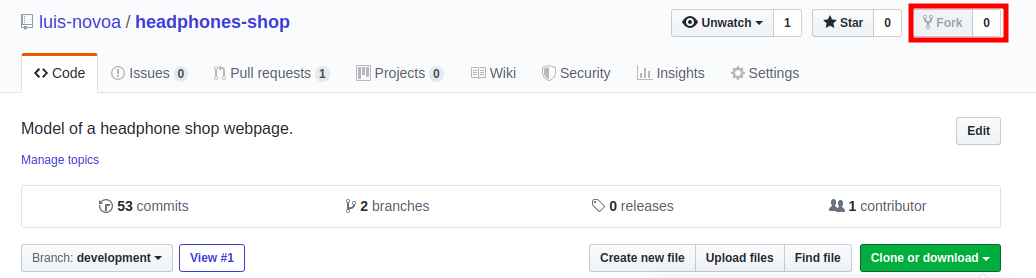 luis-novoa / headphones-shop Unwatch 1 Star 0 Fork 0
Code Issues 0 Pull requests 1 Projects 0 Wiki Security Insights Settings
Model of a headphone shop webpage. Edit
Manage topics
53 commits 2 branches 0 releases 1 contributor
Branch: development View #1 Create new file Upload files Find file Clone or download